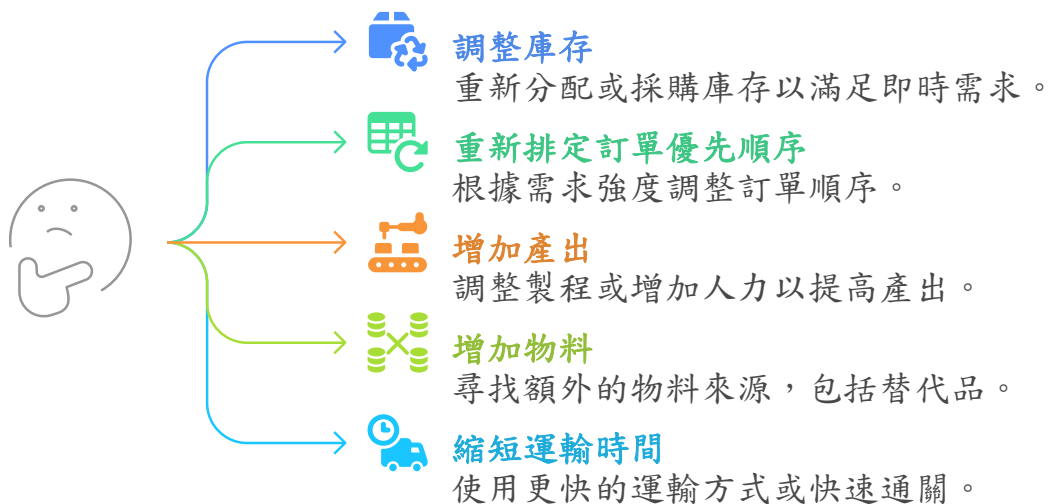 調整庫存
重新分配或採購庫存以滿足即時需求。
重新排定訂單優先順序
根據需求強度調整訂單順序。
增加產出
調整製程或增加人力以提高產出。
增加物料
尋找額外的物料來源，包括替代品。
縮短運輸時間
使用更快的運輸方式或快速通關。